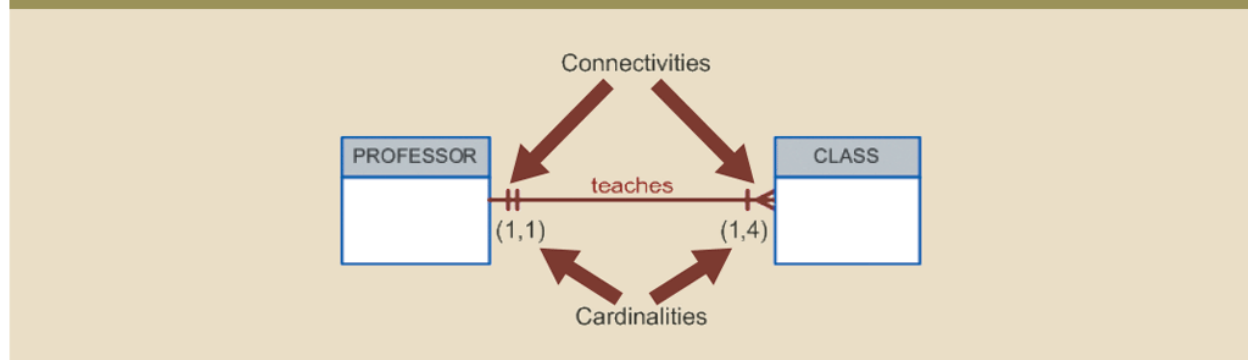 Connectivities
PROFESSOR
CLASS
teaches
(1,1)
(1,4)
Cardinalities